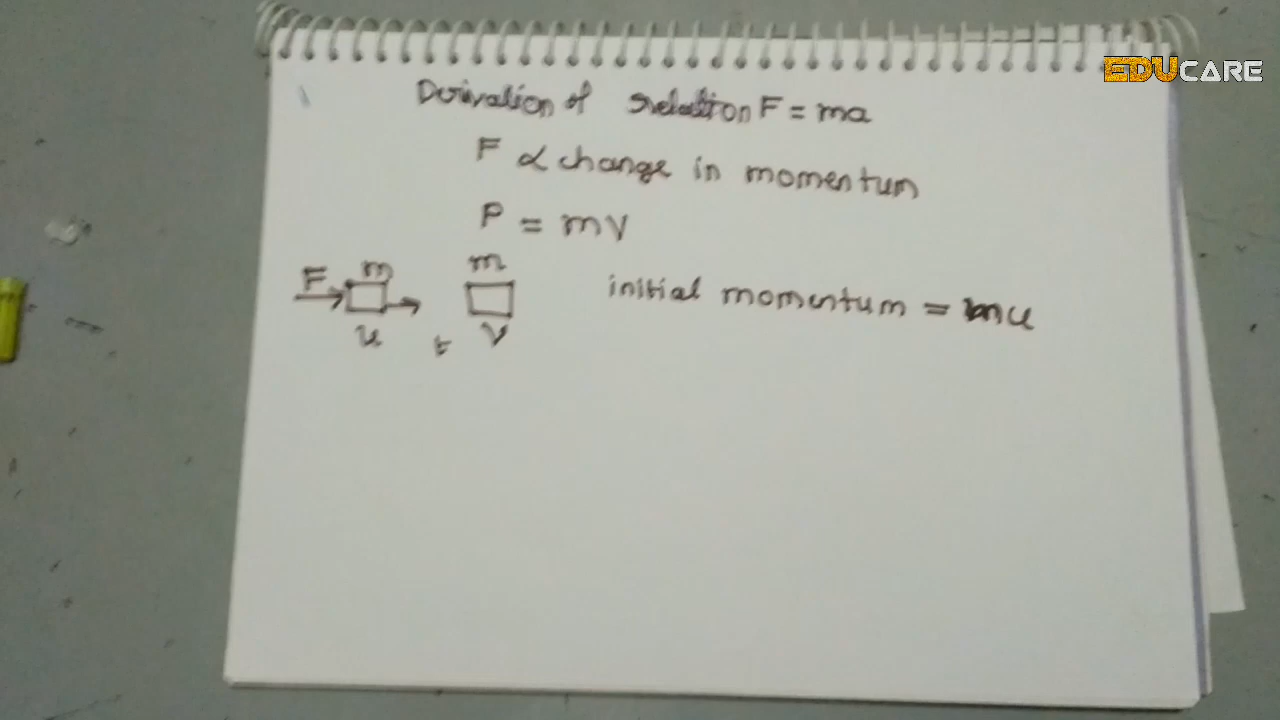 EDUCARE
Derivation of relation F = ma
F ∝ change in momentum
P = mV
F m m
u t V
initial momentum = mu